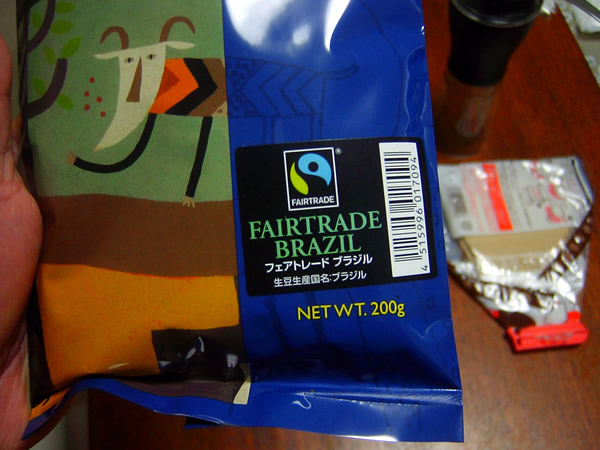 ®
FAIRTRADE
FAIRTRADE
BRAZIL
フェアトレード ブラジル
生豆生産国名:ブラジル
4 515996 017094
NET WT. 200g